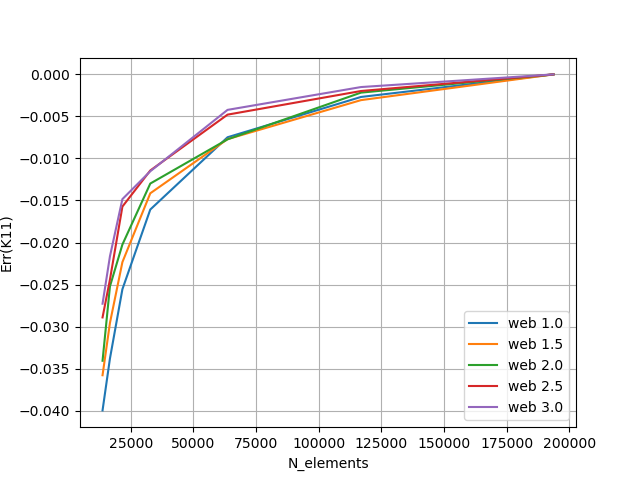 0.000
−0.005
−0.010
−0.015
−0.020
−0.025
−0.030
−0.035
−0.040
Err(K11)
web 1.0
web 1.5
web 2.0
web 2.5
web 3.0
25000 50000 75000 100000 125000 150000 175000 200000
N_elements